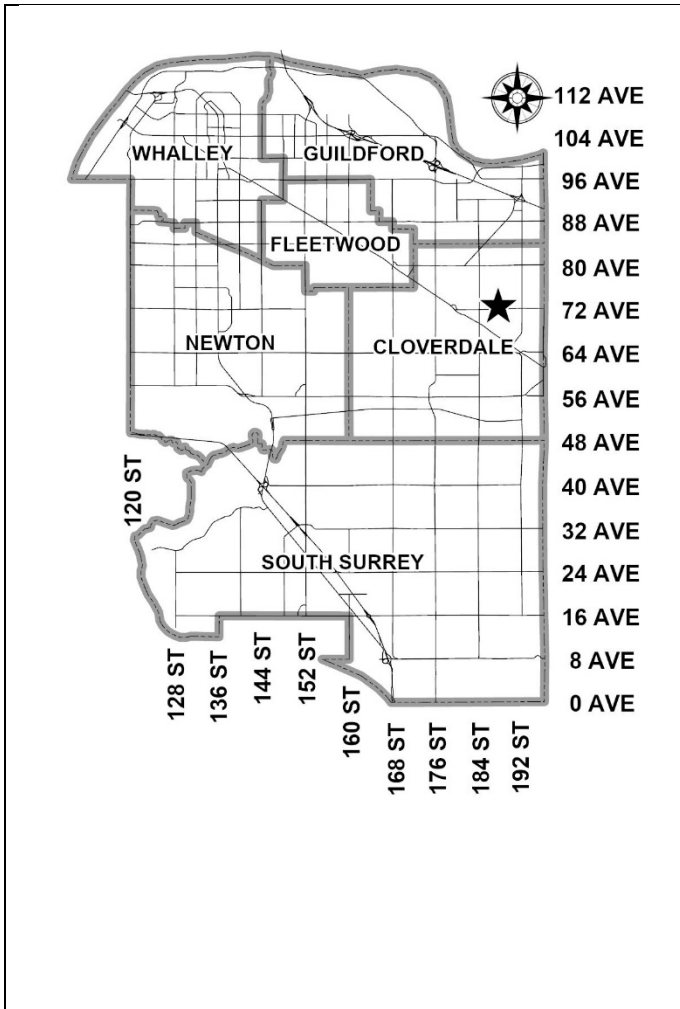 112 AVE
104 AVE
WHALLEY
GUILDFORD
96 AVE
88 AVE
FLEETWOOD
80 AVE
72 AVE
NEWTON
CLOVERDALE
64 AVE
56 AVE
48 AVE
120 ST
40 AVE
32 AVE
SOUTH SURREY
24 AVE
16 AVE
8 AVE
0 AVE
128 ST
136 ST
144 ST
152 ST
160 ST
168 ST
176 ST
184 ST
192 ST